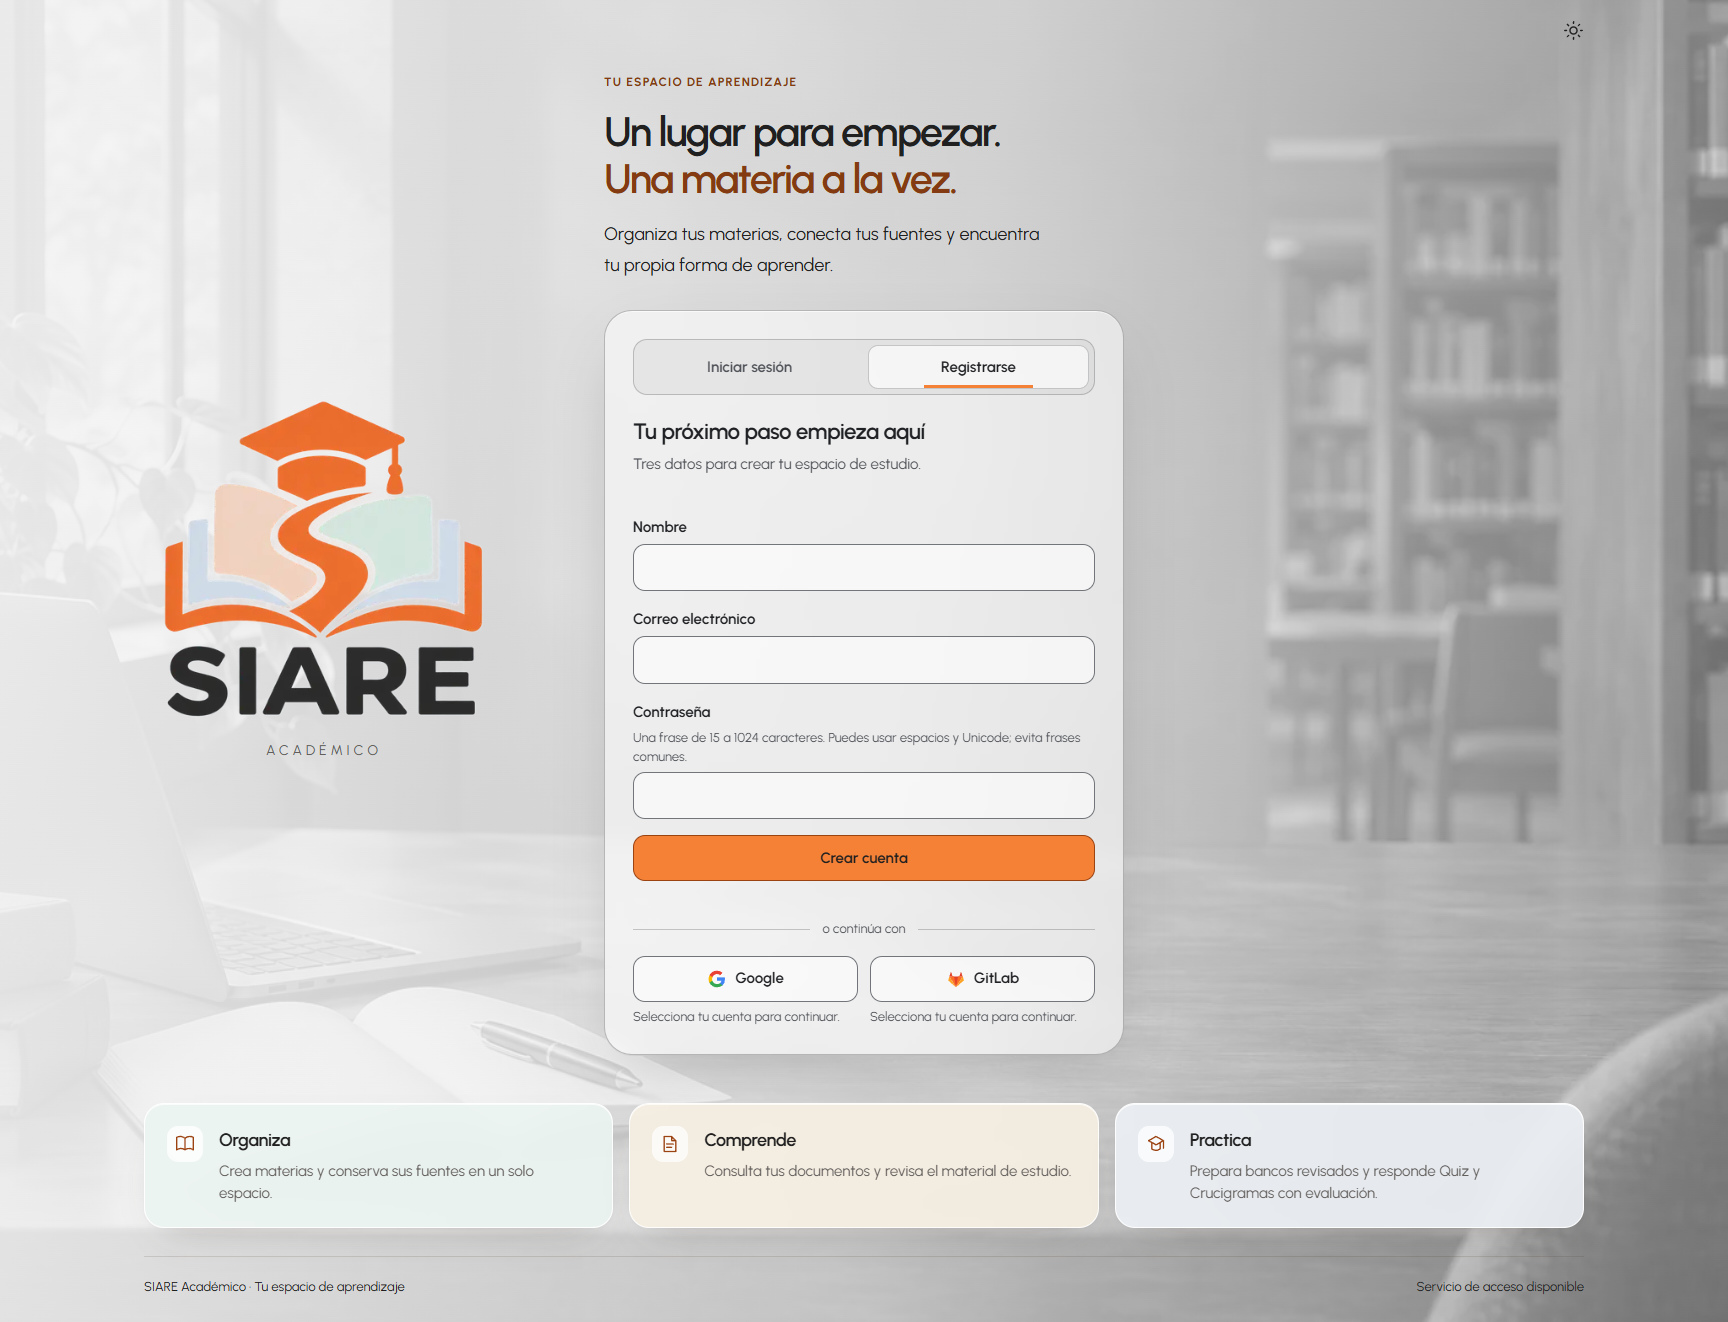 TU ESPACIO DE APRENDIZAJE
Un lugar para empezar.
Una materia a la vez.
Organiza tus materias, conecta tus fuentes y encuentra
tu propia forma de aprender.
SIARE
ACADÉMICO
Iniciar sesión
Registrarse
Tu próximo paso empieza aquí
Tres datos para crear tu espacio de estudio.
Nombre
Correo electrónico
Contraseña
Una frase de 15 a 1024 caracteres. Puedes usar espacios y Unicode; evita frases
comunes.
Crear cuenta
o continúa con
Google
GitLab
Selecciona tu cuenta para continuar.
Selecciona tu cuenta para continuar.
Organiza
Crea materias y conserva sus fuentes en un solo
espacio.
Comprende
Consulta tus documentos y revisa el material de estudio.
Practica
Prepara bancos revisados y responde Quiz y
Crucigramas con evaluación.
SIARE Académico · Tu espacio de aprendizaje
Servicio de acceso disponible